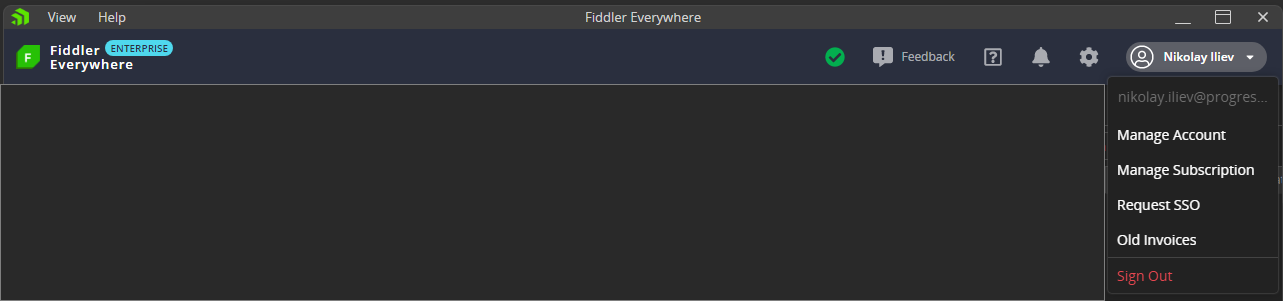 View Help Fiddler Everywhere
F Fiddler ENTERPRISE
Everywhere
Feedback ? Nikolay Iliev
nikolay.iliev@progres...
Manage Account
Manage Subscription
Request SSO
Old Invoices
Sign Out